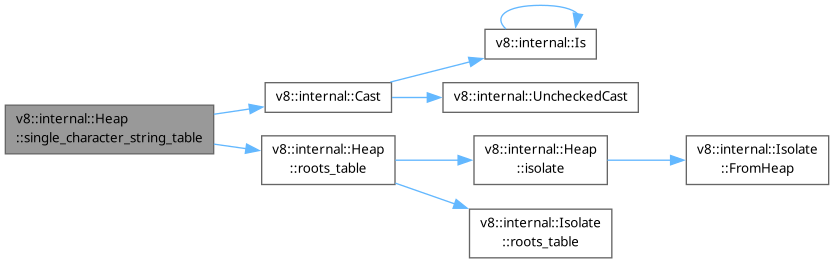 v8::internal::Is
v8::internal::Cast
v8::internal::UncheckedCast
v8::internal::Heap
::single_character_string_table
v8::internal::Heap
::roots_table
v8::internal::Heap
::isolate
v8::internal::Isolate
::FromHeap
v8::internal::Isolate
::roots_table